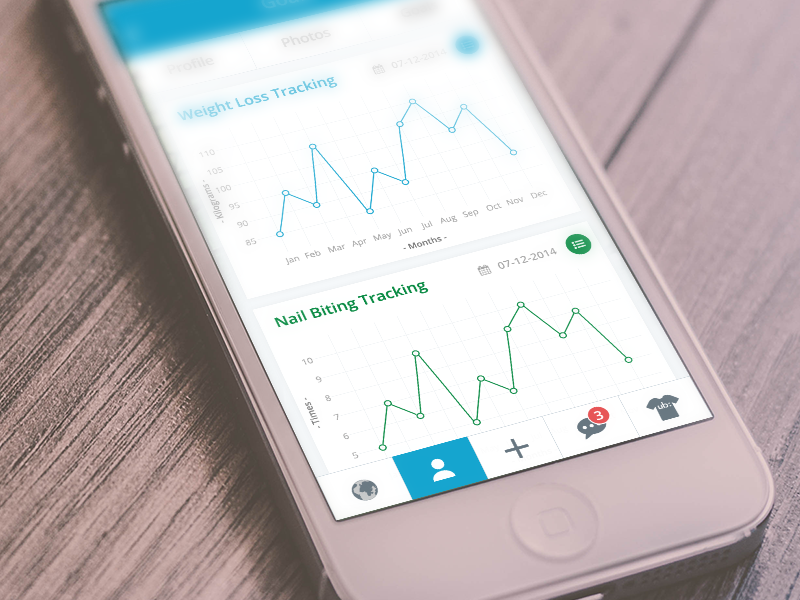 Profile
Photos
07-12-2014
Weight Loss Tracking
110
105
100
95
90
85
- Kilograms -
Jan Feb Mar Apr May Jun Jul Aug Sep Oct Nov Dec
- Months -
07-12-2014
Nail Biting Tracking
10
9
8
7
6
5
- Times -
3
ub: